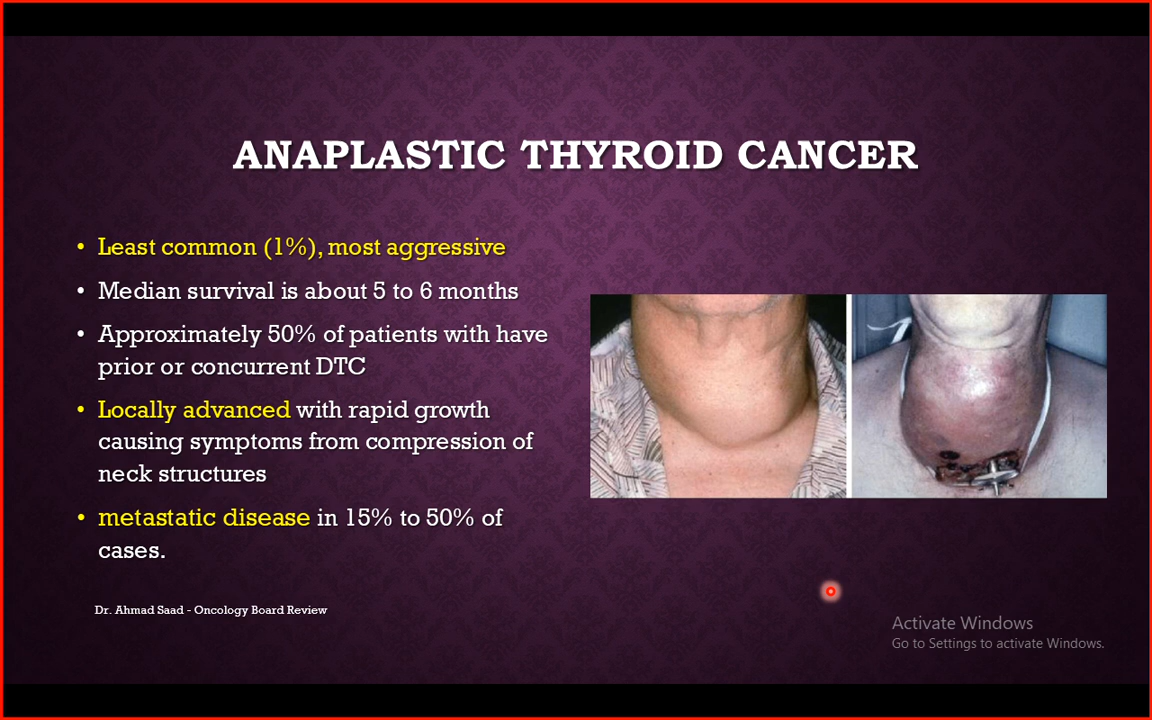 ANAPLASTIC THYROID CANCER
• Least common (1%), most aggressive
• Median survival is about 5 to 6 months
• Approximately 50% of patients with have
prior or concurrent DTC
• Locally advanced with rapid growth
causing symptoms from compression of
neck structures
• metastatic disease in 15% to 50% of
cases.
Dr. Ahmad Saad - Oncology Board Review
Activate Windows
Go to Settings to activate Windows.